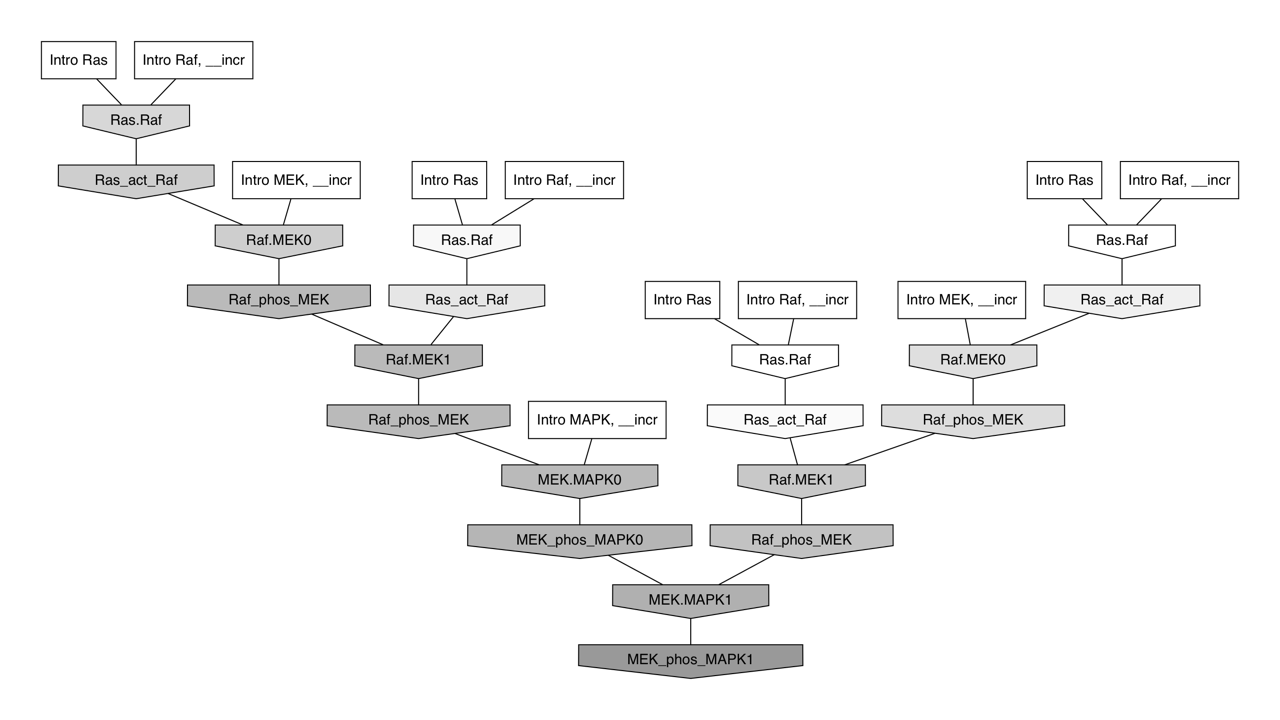 Intro Ras
Intro Raf, __incr
Ras.Raf
Ras_act_Raf
Intro MEK, __incr
Intro Ras
Intro Raf, __incr
Intro Ras
Intro Raf, __incr
Raf.MEK0
Ras.Raf
Ras.Raf
Raf_phos_MEK
Ras_act_Raf
Intro Ras
Intro Raf, __incr
Intro MEK, __incr
Ras_act_Raf
Raf.MEK1
Ras.Raf
Raf.MEK0
Raf_phos_MEK
Intro MAPK, __incr
Ras_act_Raf
Raf_phos_MEK
MEK.MAPK0
Raf.MEK1
MEK_phos_MAPK0
Raf_phos_MEK
MEK.MAPK1
MEK_phos_MAPK1